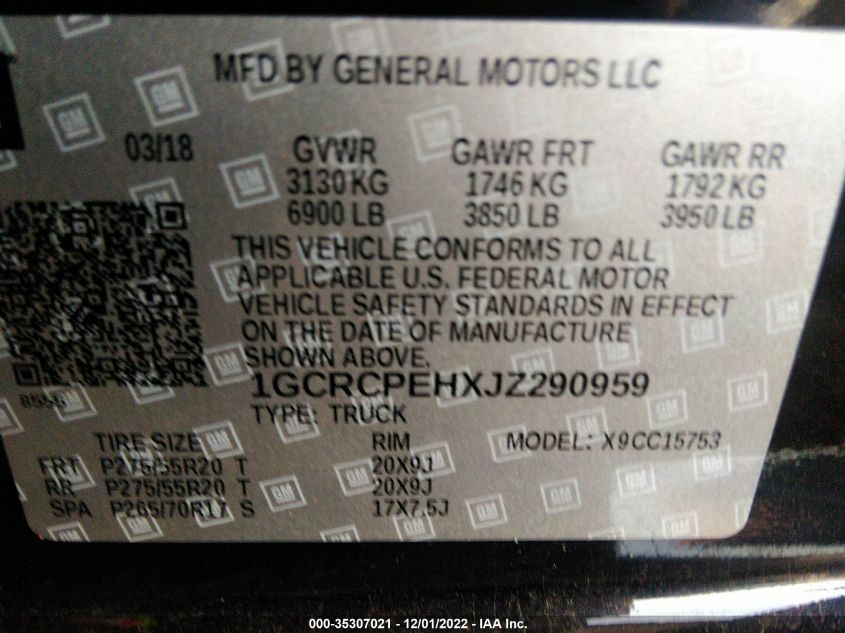 MFD BY GENERAL MOTORS LLC
03/18 GVWR GAWR FRT GAWR RR
3130 KG 1746 KG 1792 KG
6900 LB 3850 LB 3950 LB
THIS VEHICLE CONFORMS TO ALL
APPLICABLE U.S. FEDERAL MOTOR
VEHICLE SAFETY STANDARDS IN EFFECT
ON THE DATE OF MANUFACTURE
SHOWN ABOVE.
1GCRCPEHXJZ290959
TYPE: TRUCK
TIRE SIZE RIM MODEL: X9CC15753
FRT P275/55R20 T 20X9J
RR P275/55R20 T 20X9J
SPA P265/70R17 S 17X7.5J
000-35307021 - 12/01/2022 - IAA Inc.